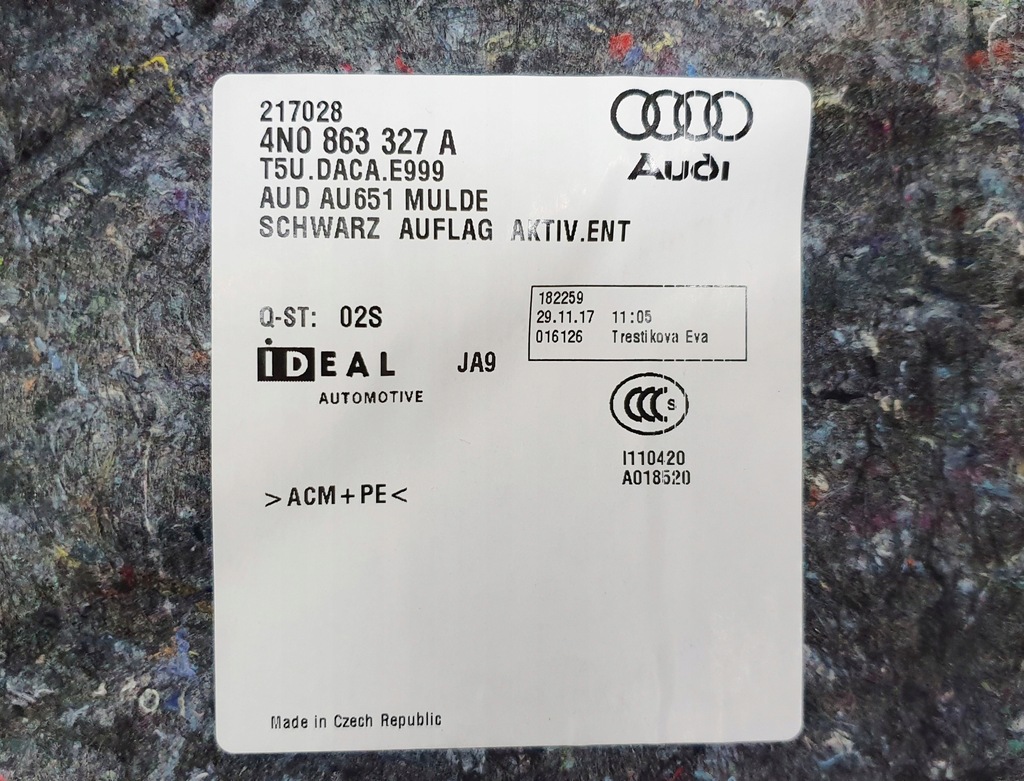 217028
4N0 863 327 A
T5U.DACA.E999
AUD AU651 MULDE
SCHWARZ AUFLAG AKTIV.ENT
Audi
Q-ST: 02S
182259
29.11.17 11:05
016126 Trestikova Eva
iDEAL
AUTOMOTIVE
JA9
CCC S
I110420
A018520
>ACM+PE<
Made in Czech Republic